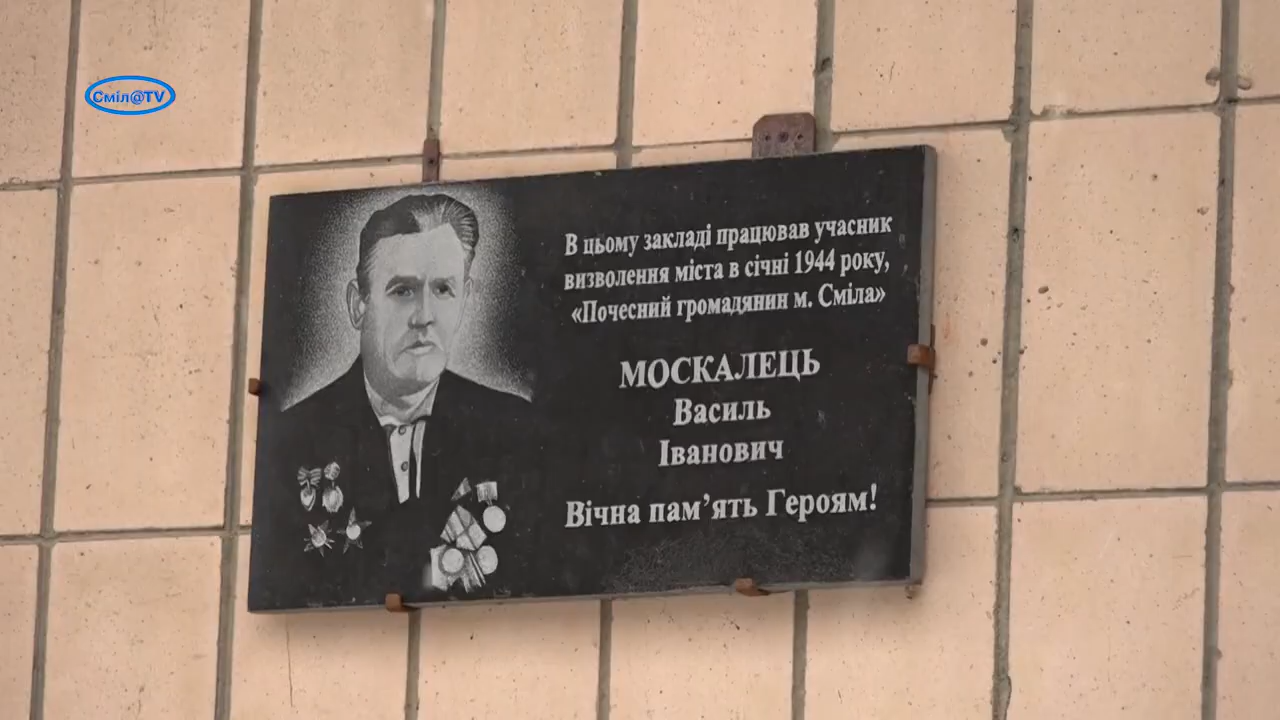 Сміл@TV
В цьому закладі працював учасник
визволення міста в січні 1944 року,
«Почесний громадянин м. Сміла»
МОСКАЛЕЦЬ
Василь
Іванович
Вічна пам’ять Героям!